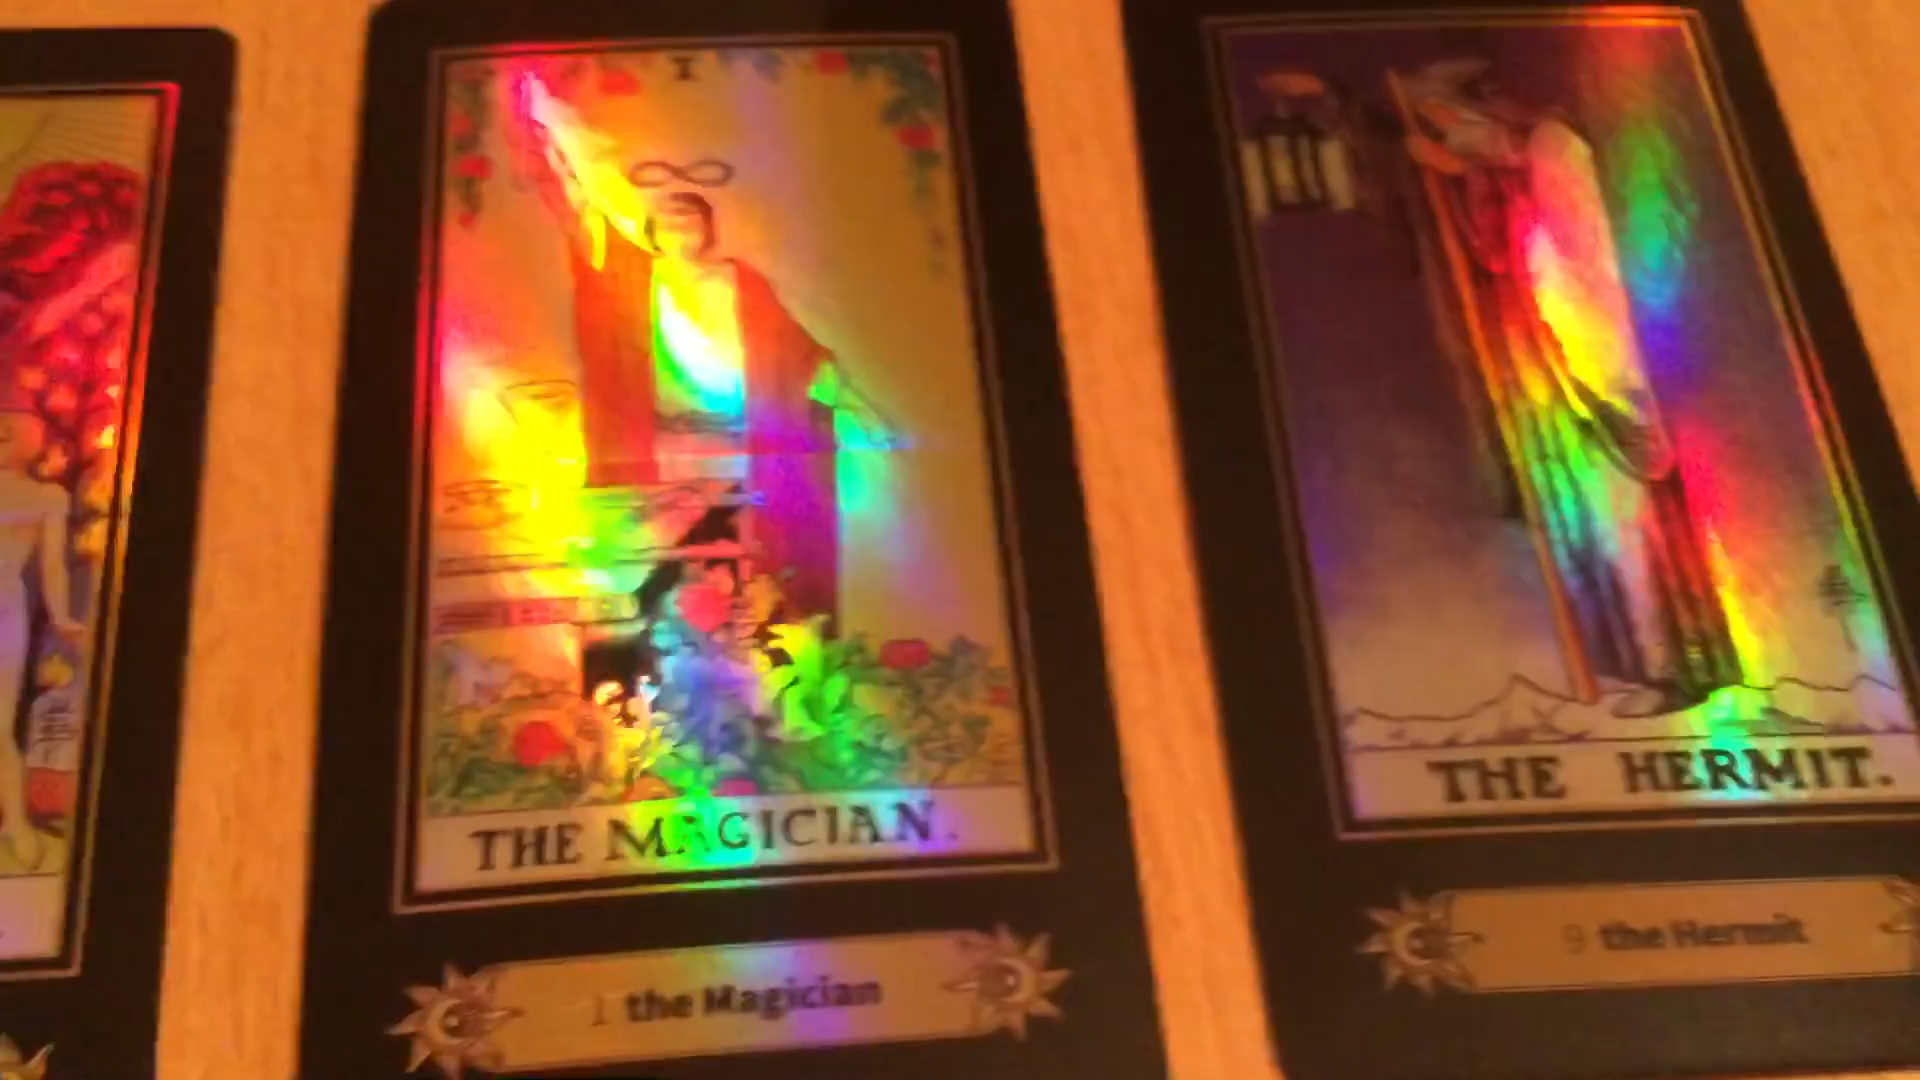 I
THE MAGICIAN.
1 the Magician
THE HERMIT.
9 the Hermit